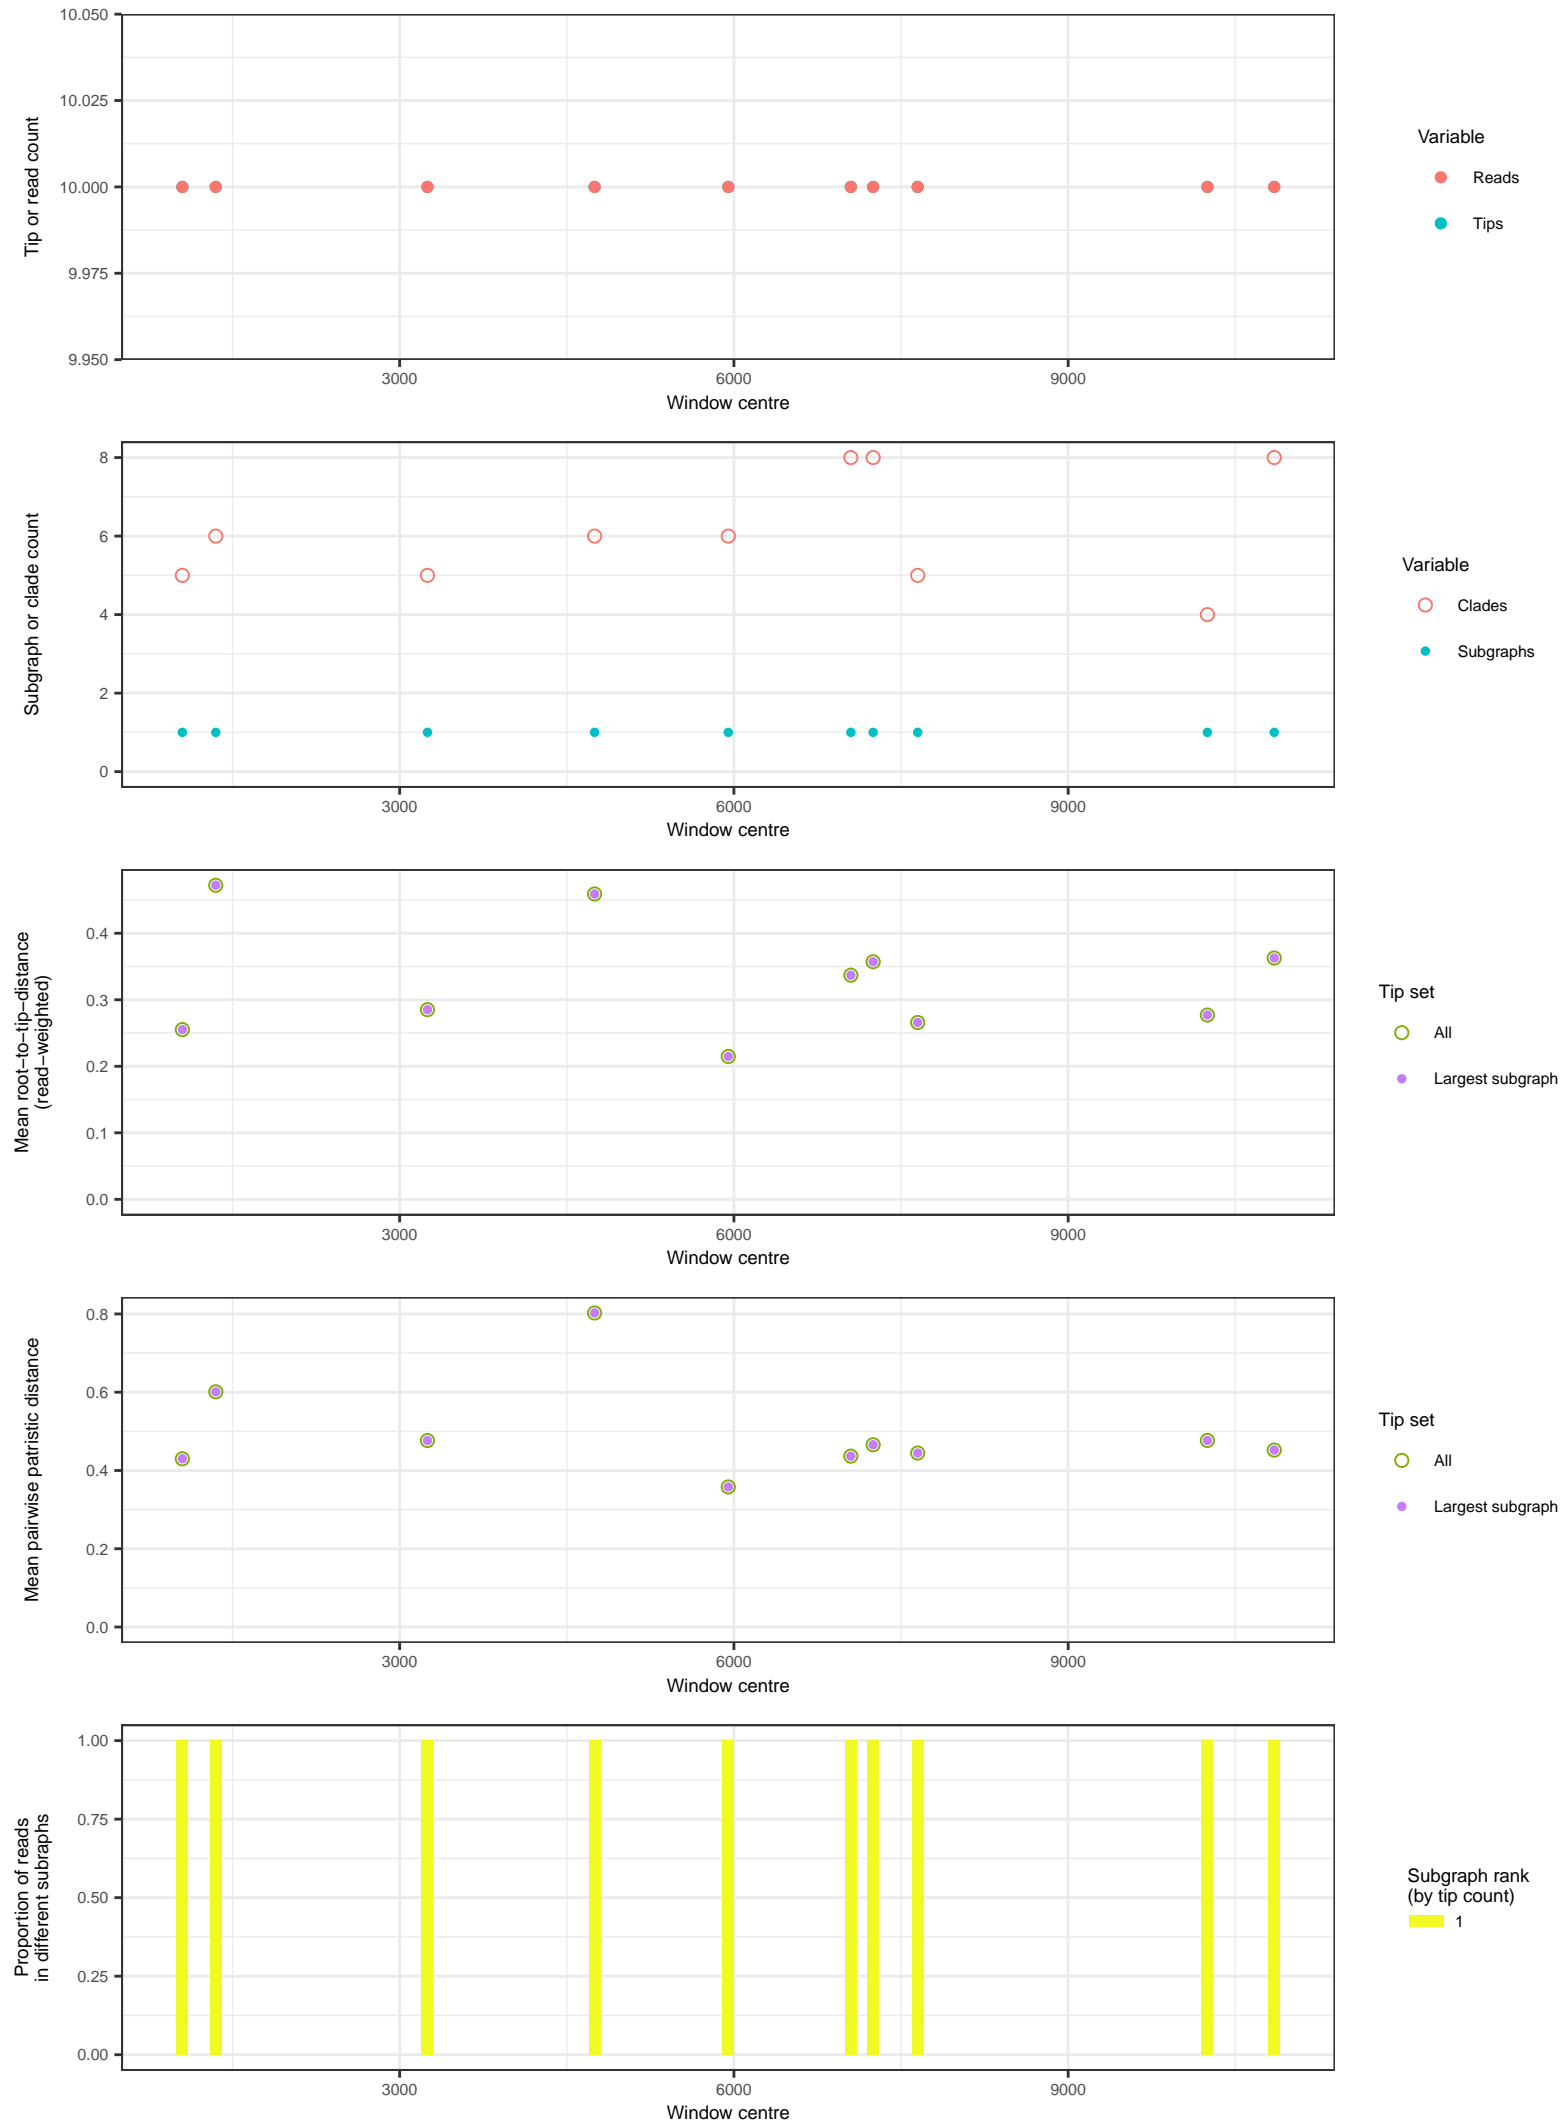 10.050
10.025
10.000
9.975
9.950
Tip or read count
3000
6000
9000
Window centre
Variable
Reads
Tips
8
6
4
2
0
Subgraph or clade count
3000
6000
9000
Window centre
Variable
Clades
Subgraphs
0.4
0.3
0.2
0.1
0.0
Mean root−to−tip−distance
(read−weighted)
3000
6000
9000
Window centre
Tip set
All
Largest subgraph
0.8
0.6
0.4
0.2
0.0
Mean pairwise patristic distance
3000
6000
9000
Window centre
Tip set
All
Largest subgraph
1.00
0.75
0.50
0.25
0.00
Proportion of reads
in different subraphs
3000
6000
9000
Window centre
Subgraph rank
(by tip count)
1